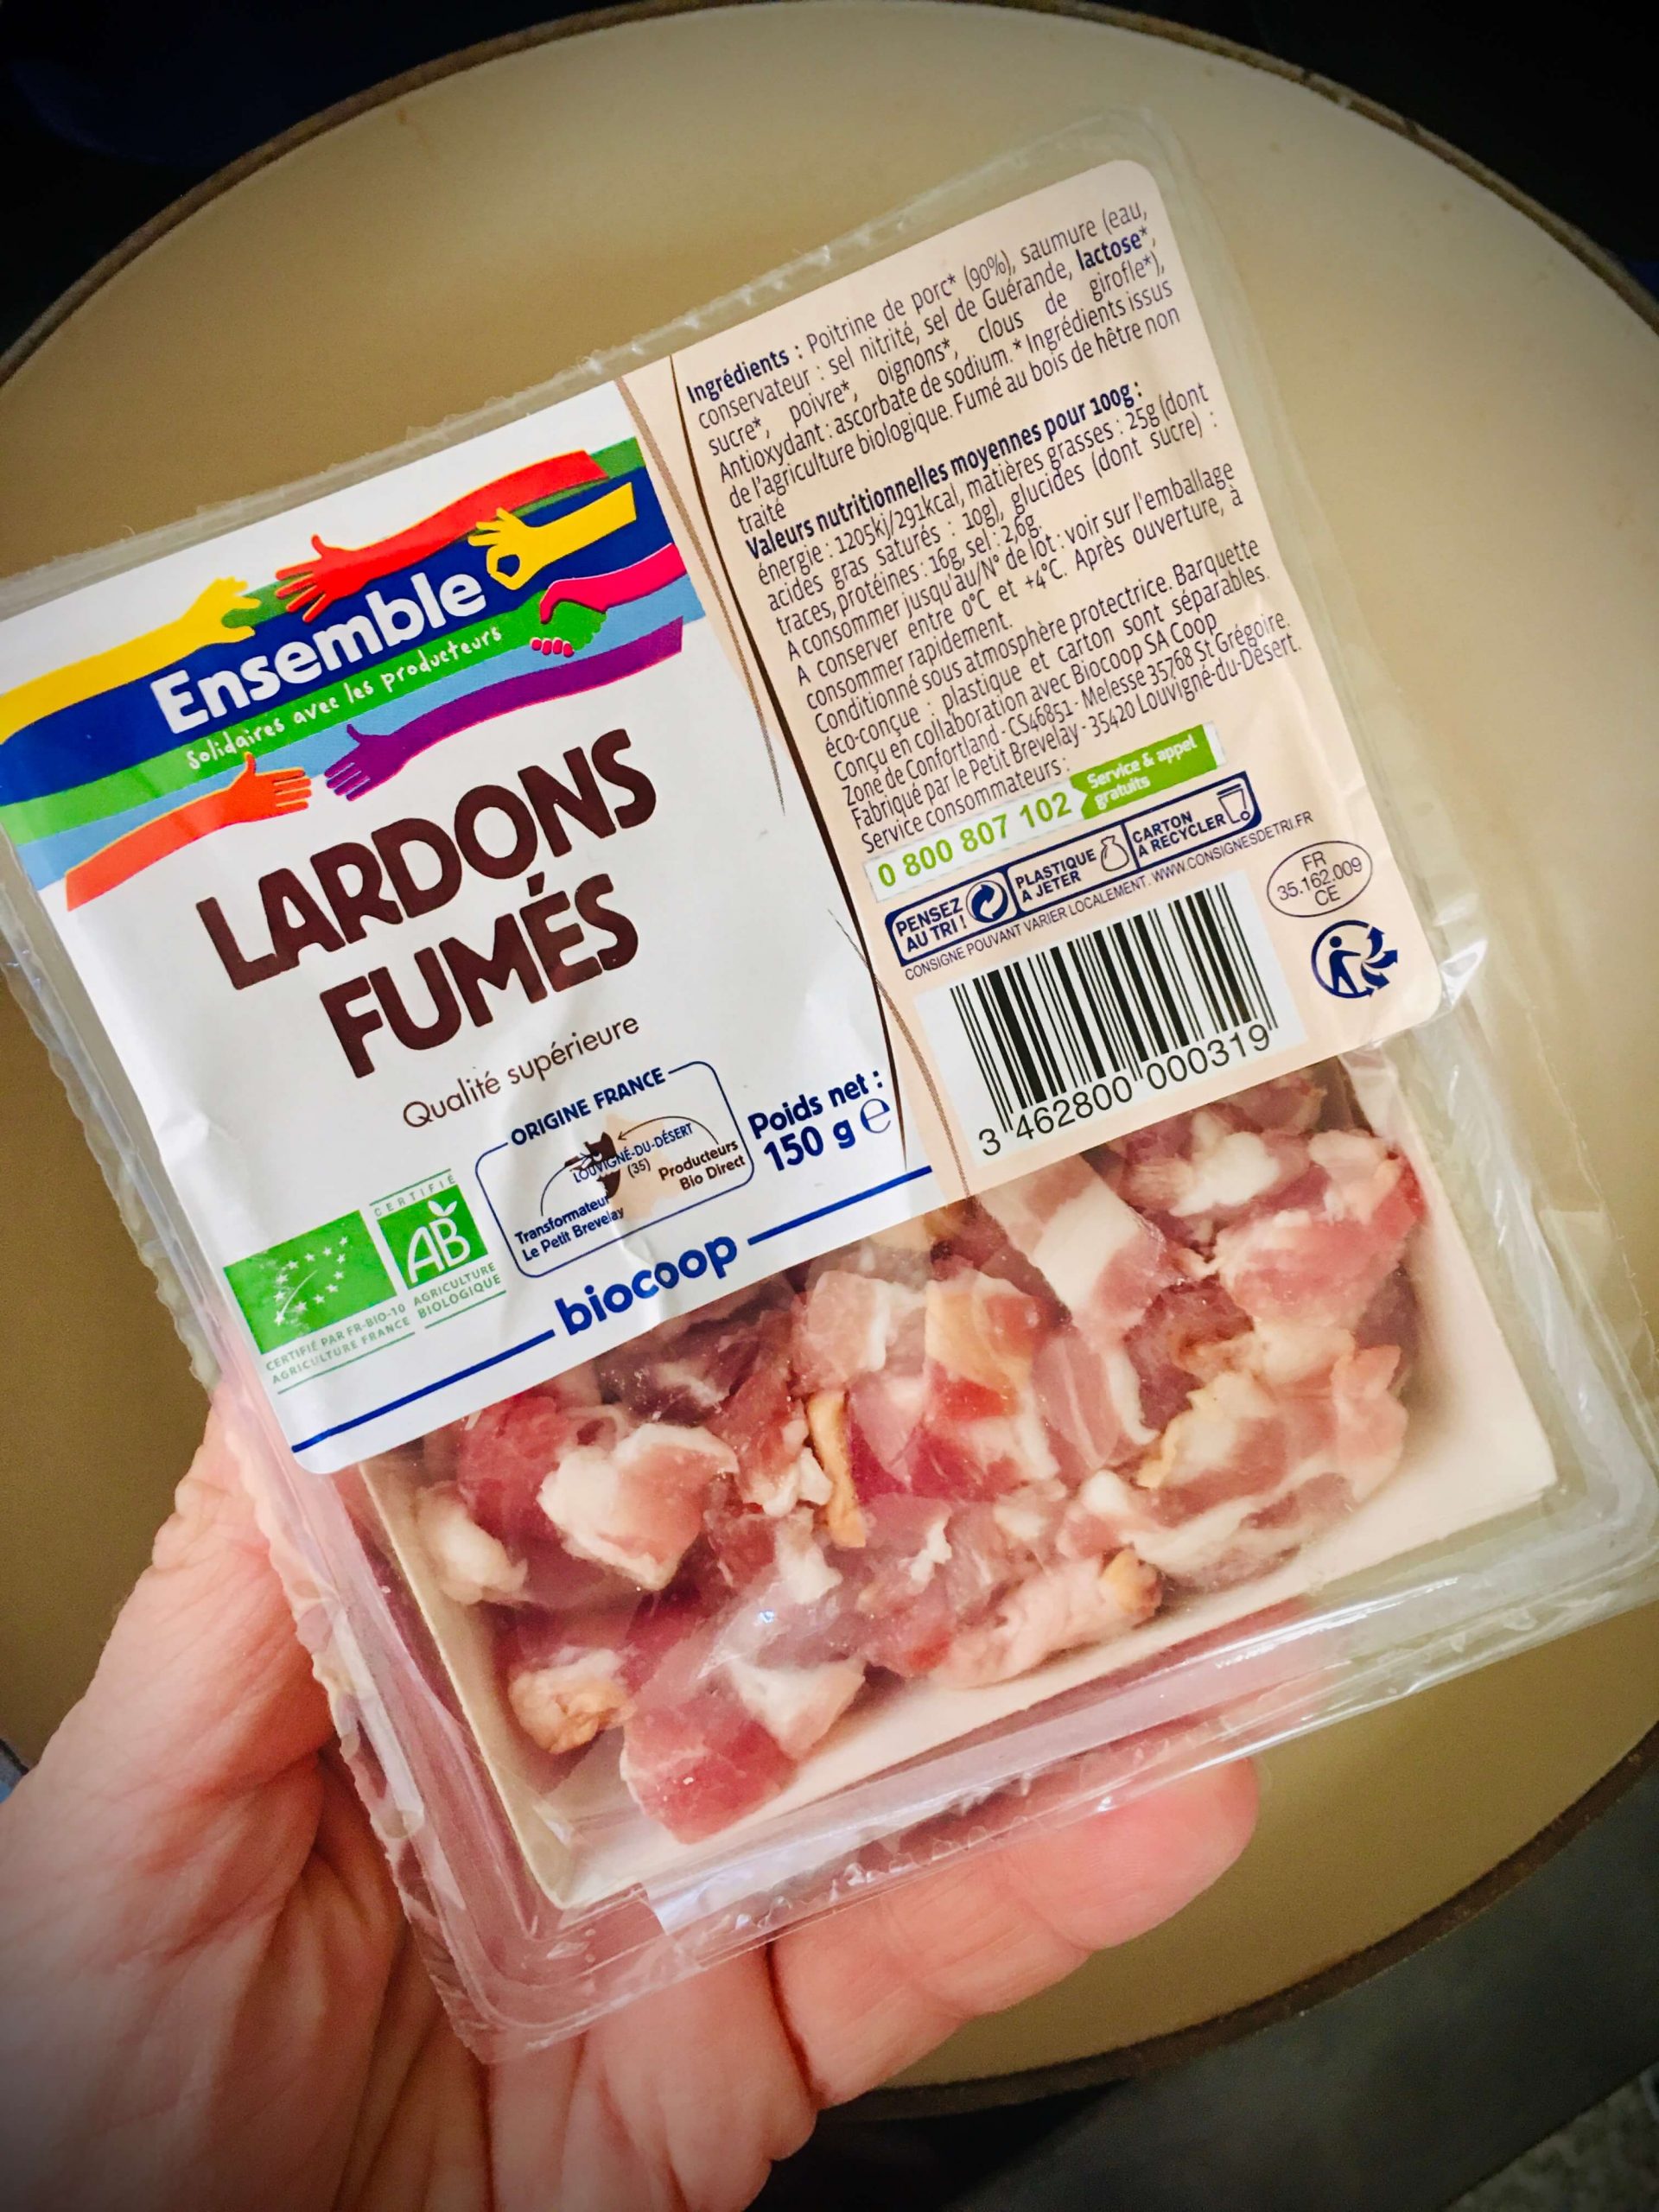 Ensemble
Solidaires avec les producteurs
LARDONS
FUMÉS
Qualité supérieure
ORIGINE FRANCE
LOUVIGNÉ-DU-DÉSERT
(35)
Producteurs
Bio Direct
Transformateur
Le Petit Brevelay
Poids net :
150 g e
CERTIFIÉ
AB
AGRICULTURE
BIOLOGIQUE
CERTIFIÉ PAR FR-BIO-10
AGRICULTURE FRANCE
biocoop
Ingrédients : Poitrine de porc* (90%), saumure (eau,
conservateur : sel nitrité, sel de Guérande, lactose*,
sucre*, poivre*, oignons*, clous de girofle*),
Antioxydant : ascorbate de sodium. * Ingrédients issus
de l'agriculture biologique. Fumé au bois de hêtre non
traité
Valeurs nutritionnelles moyennes pour 100g :
énergie : 1205kj/291kcal, matières grasses : 25g (dont
acides gras saturés : 10g), glucides (dont sucre) :
traces, protéines : 16g, sel : 2,6g.
A consommer jusqu'au/N° de lot : voir sur l'emballage
A conserver entre 0°C et +4°C. Après ouverture, à
consommer rapidement.
Conditionné sous atmosphère protectrice. Barquette
éco-conçue : plastique et carton sont séparables.
Conçu en collaboration avec Biocoop SA Coop
Zone de Confortland - CS46851 - Melesse 35768 St Grégoire.
Fabriqué par le Petit Brevelay - 35420 Louvigné-du-Désert.
Service consommateurs :
0 800 807 102
Service & appel
gratuits
PENSEZ
AU TRI !
PLASTIQUE
A JETER
CARTON
A RECYCLER
CONSIGNE POUVANT VARIER LOCALEMENT. WWW.CONSIGNESDETRI.FR
FR
35.162.009
CE
3 462800 000319